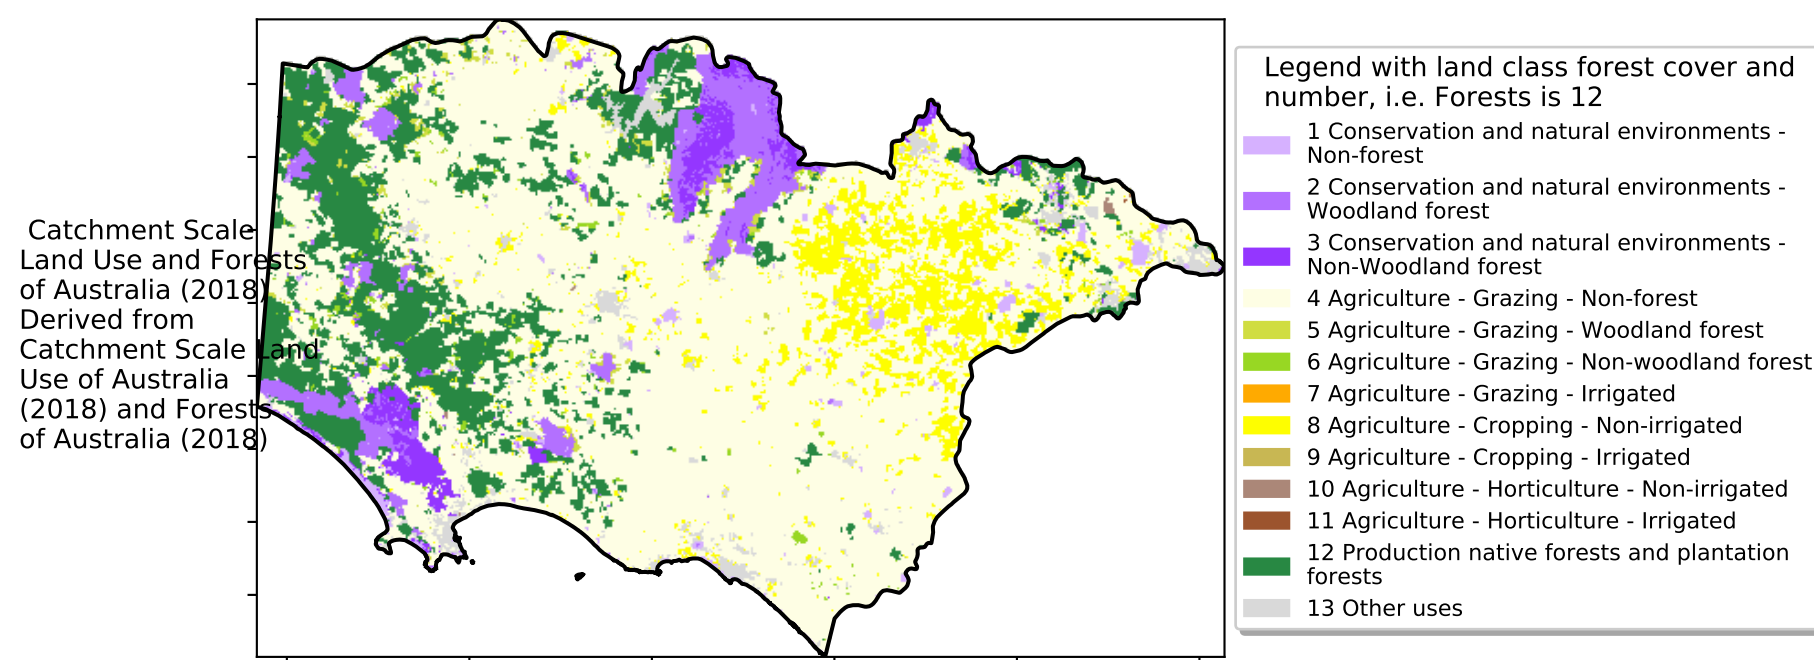 Catchment Scale
Land Use and Forests
of Australia (2018)
Derived from
Catchment Scale Land
Use of Australia
(2018) and Forests
of Australia (2018)
Legend with land class forest cover and
number, i.e. Forests is 12
1 Conservation and natural environments -
Non-forest
2 Conservation and natural environments -
Woodland forest
3 Conservation and natural environments -
Non-Woodland forest
4 Agriculture - Grazing - Non-forest
5 Agriculture - Grazing - Woodland forest
6 Agriculture - Grazing - Non-woodland forest
7 Agriculture - Grazing - Irrigated
8 Agriculture - Cropping - Non-irrigated
9 Agriculture - Cropping - Irrigated
10 Agriculture - Horticulture - Non-irrigated
11 Agriculture - Horticulture - Irrigated
12 Production native forests and plantation
forests
13 Other uses